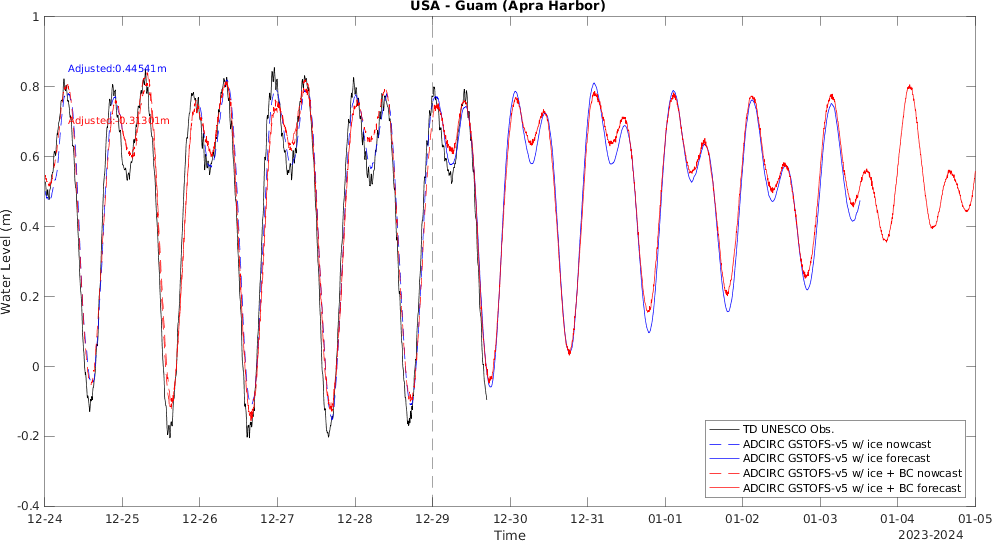 USA - Guam (Apra Harbor)
1
0.8
0.6
0.4
0.2
0
-0.2
-0.4
Water Level (m)
Adjusted:0.44541m
Adjusted:-0.31301m
TD UNESCO Obs.
ADCIRC GSTOFS-v5 w/ ice nowcast
ADCIRC GSTOFS-v5 w/ ice forecast
ADCIRC GSTOFS-v5 w/ ice + BC nowcast
ADCIRC GSTOFS-v5 w/ ice + BC forecast
12-24 12-25 12-26 12-27 12-28 12-29 12-30 12-31 01-01 01-02 01-03 01-04 01-05
Time
2023-2024